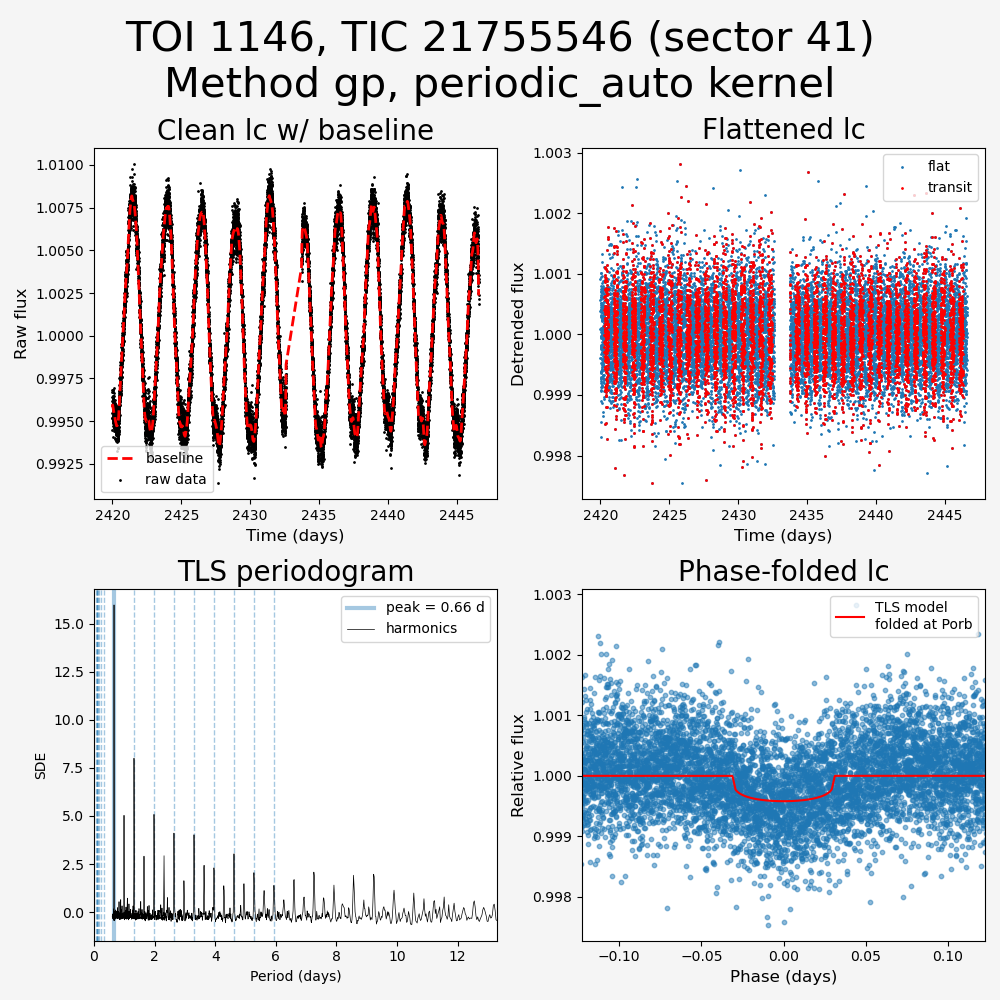 TOI 1146, TIC 21755546 (sector 41)
Method gp, periodic_auto kernel
Clean lc w/ baseline
Raw flux
1.0100
1.0075
1.0050
1.0025
1.0000
0.9975
0.9950
0.9925
baseline
raw data
2420 2425 2430 2435 2440 2445
Time (days)
Flattened lc
Detrended flux
1.003
1.002
1.001
1.000
0.999
0.998
flat
transit
2420 2425 2430 2435 2440 2445
Time (days)
TLS periodogram
SDE
15.0
12.5
10.0
7.5
5.0
2.5
0.0
peak = 0.66 d
harmonics
0 2 4 6 8 10 12
Period (days)
Phase-folded lc
Relative flux
1.003
1.002
1.001
1.000
0.999
0.998
TLS model
folded at Porb
−0.10 −0.05 0.00 0.05 0.10
Phase (days)